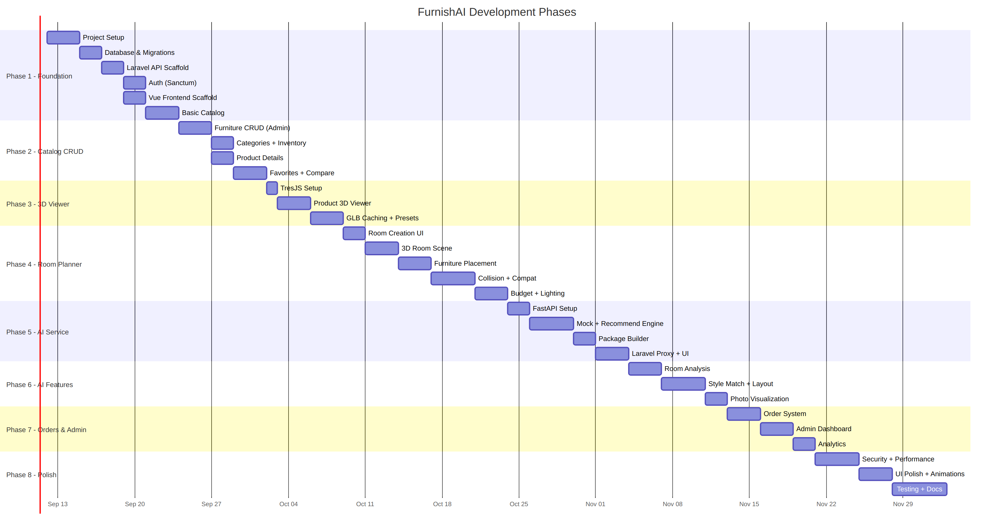 FurnishAI Development Phases
Project Setup
Database & Migrations
Laravel API Scaffold
Phase 1 - Foundation
Auth (Sanctum)
Vue Frontend Scaffold
Basic Catalog
Furniture CRUD (Admin)
Categories + Inventory
Phase 2 - Catalog CRUD
Product Details
Favorites + Compare
TresJS Setup
Phase 3 - 3D Viewer
Product 3D Viewer
GLB Caching + Presets
Room Creation UI
3D Room Scene
Phase 4 - Room Planner
Furniture Placement
Collision + Compat
Budget + Lighting
FastAPI Setup
Mock + Recommend Engine
Phase 5 - AI Service
Package Builder
Laravel Proxy + UI
Room Analysis
Phase 6 - AI Features
Style Match + Layout
Photo Visualization
Order System
Phase 7 - Orders & Admin
Admin Dashboard
Analytics
Security + Performance
Phase 8 - Polish
UI Polish + Animations
Testing + Docs
Sep 13 Sep 20 Sep 27 Oct 04 Oct 11 Oct 18 Oct 25 Nov 01 Nov 08 Nov 15 Nov 22 Nov 29